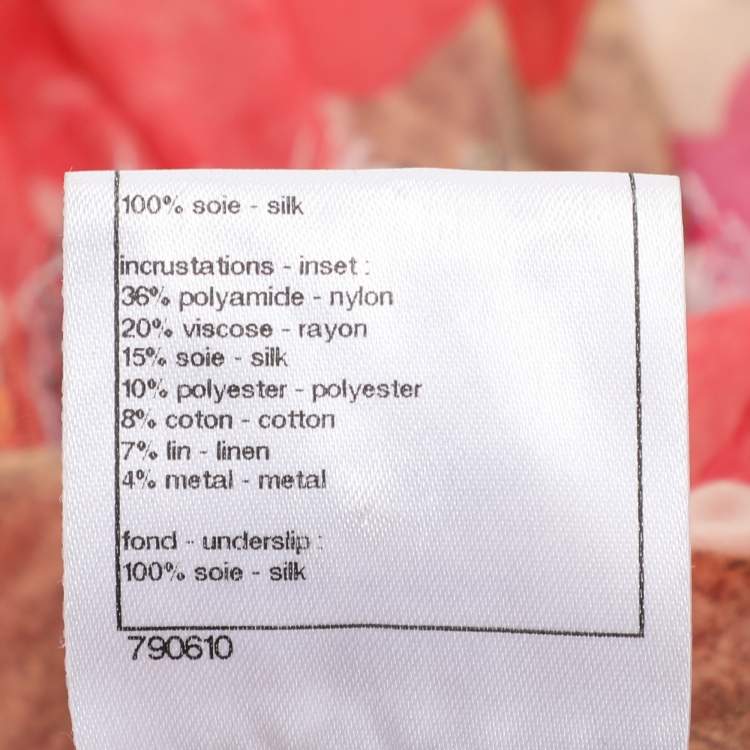 100% soie - silk
incrustations - inset :
36% polyamide - nylon
20% viscose - rayon
15% soie - silk
10% polyester - polyester
8% coton - cotton
7% lin - linen
4% metal - metal
fond - underslip :
100% soie - silk
790610